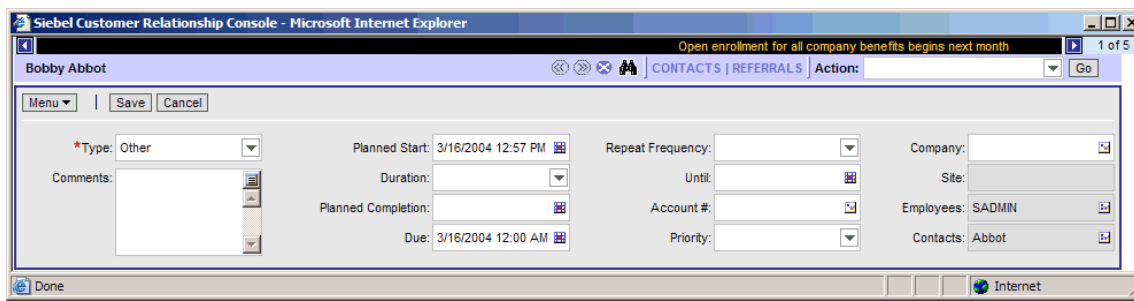 Siebel Customer Relationship Console - Microsoft Internet Explorer
Open enrollment for all company benefits begins next month 1 of 5
Bobby Abbot CONTACTS | REFERRALS Action: Go
Menu | Save Cancel
*Type: Other Planned Start: 3/16/2004 12:57 PM Repeat Frequency: Company:
Comments: Duration: Until: Site:
Planned Completion: Account #: Employees: SADMIN
Due: 3/16/2004 12:00 AM Priority: Contacts: Abbot
Done Internet